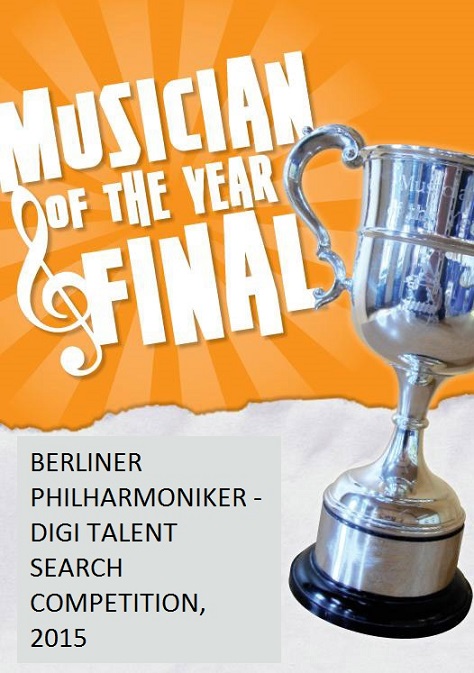 MUSICIAN
OF THE YEAR
FINAL
BERLINER
PHILHARMONIKER -
DIGI TALENT
SEARCH
COMPETITION,
2015